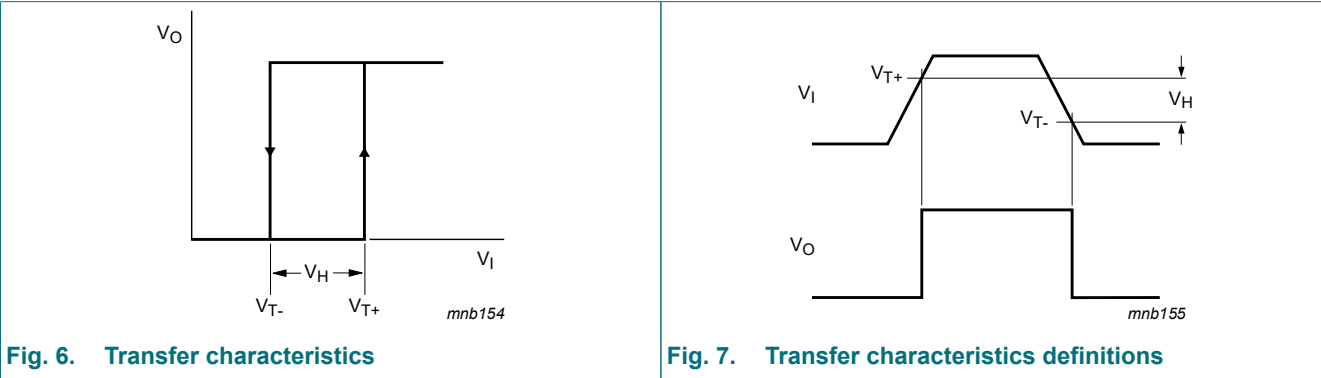 VO
VI
VH
VT-
VT+
mnb154
Fig. 6. Transfer characteristics
VT+
VI
VH
VT-
VO
mnb155
Fig. 7. Transfer characteristics definitions